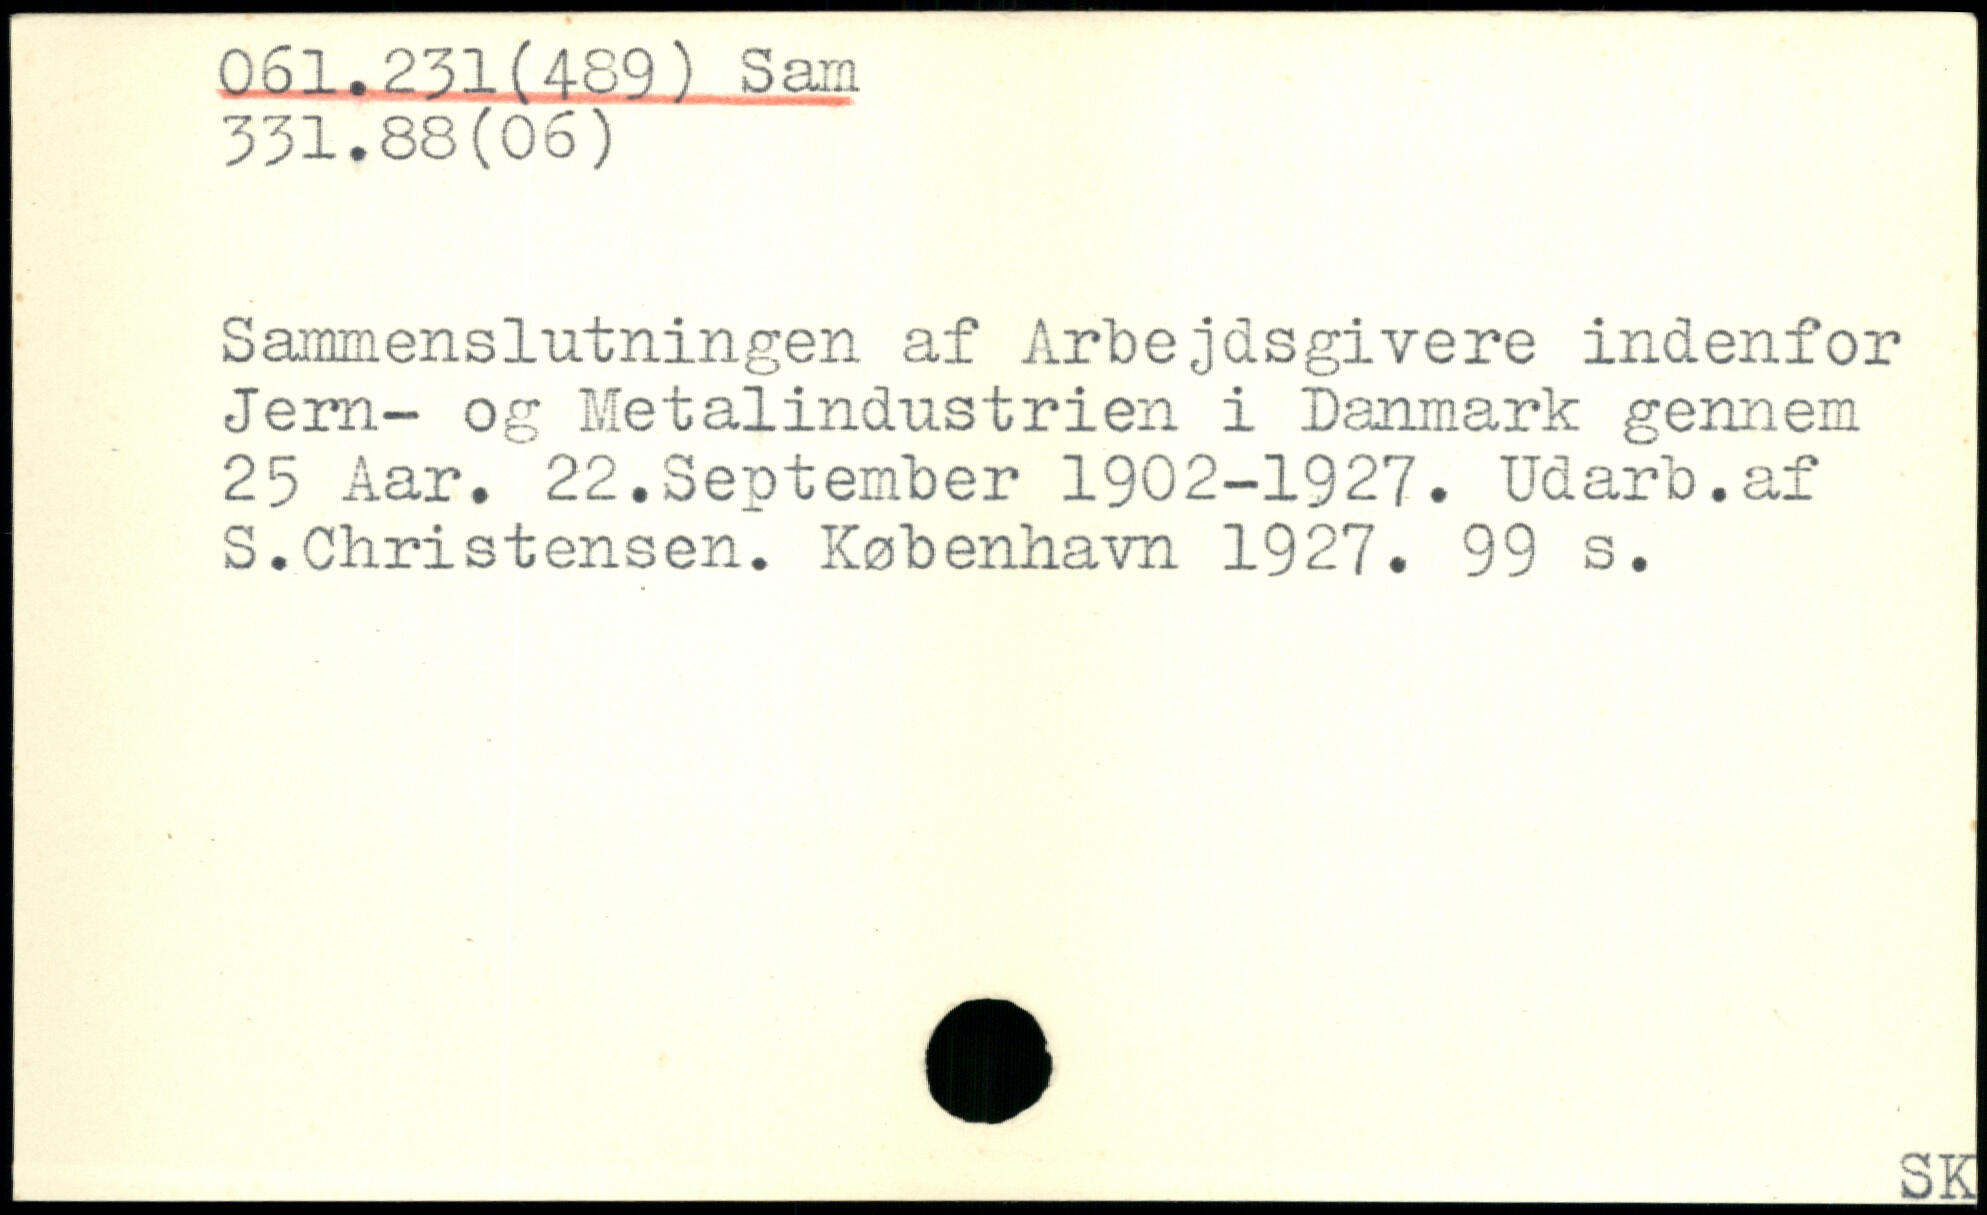 061.231(489) Sam
331.88(06)
Sammenslutningen af Arbejdsgivere indenfor
Jern- og Metalindustrien i Danmark gennem
25 Aar. 22.September 1902-1927. Udarb.af
S.Christensen. København 1927. 99 s.
SK